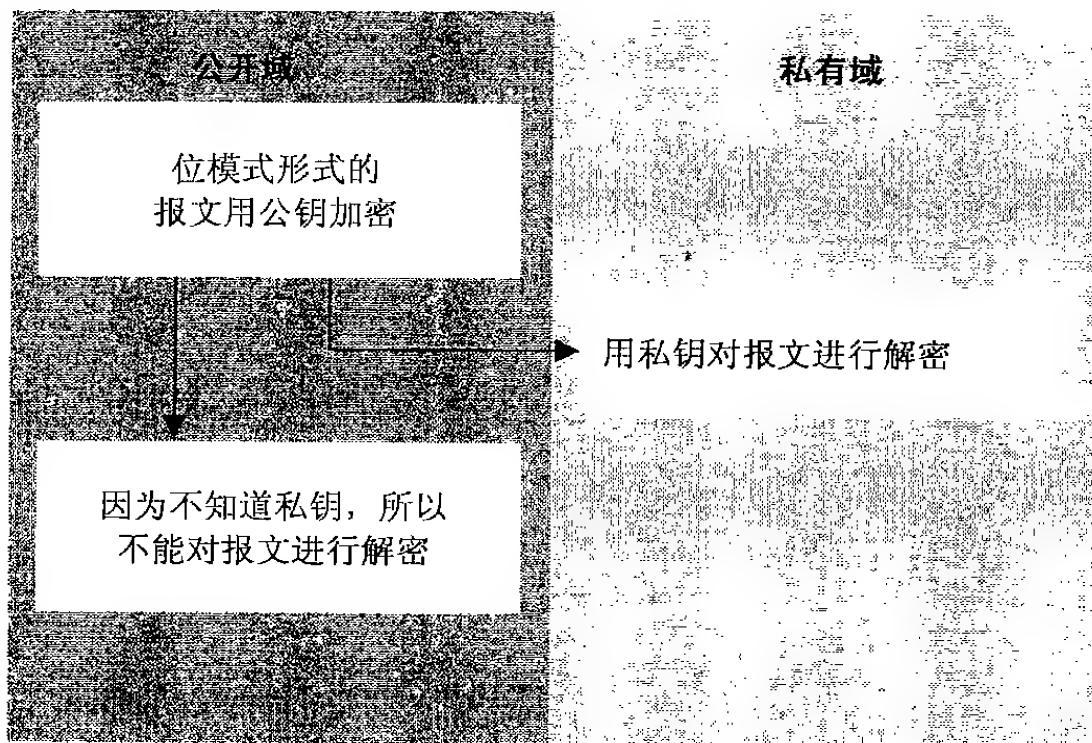 公开域
私有域
位模式形式的
报文用公钥加密
用私钥对报文进行解密
因为不知道私钥，所以
不能对报文进行解密